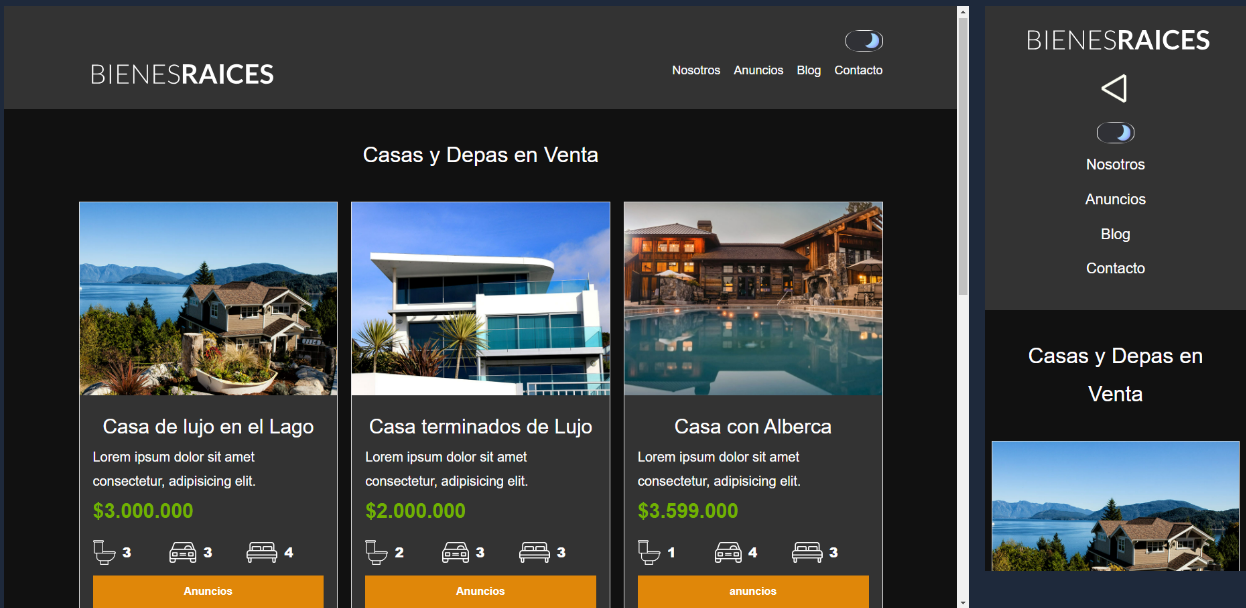 BIENESRAICES
Nosotros Anuncios Blog Contacto
Casas y Depas en Venta
Casa de lujo en el Lago
Lorem ipsum dolor sit amet
consectetur, adipisicing elit.
$3.000.000
3 3 4
Anuncios
Casa terminados de Lujo
Lorem ipsum dolor sit amet
consectetur, adipisicing elit.
$2.000.000
2 3 3
Anuncios
Casa con Alberca
Lorem ipsum dolor sit amet
consectetur, adipisicing elit.
$3.599.000
1 4 3
anuncios
BIENESRAICES
Nosotros
Anuncios
Blog
Contacto
Casas y Depas en
Venta